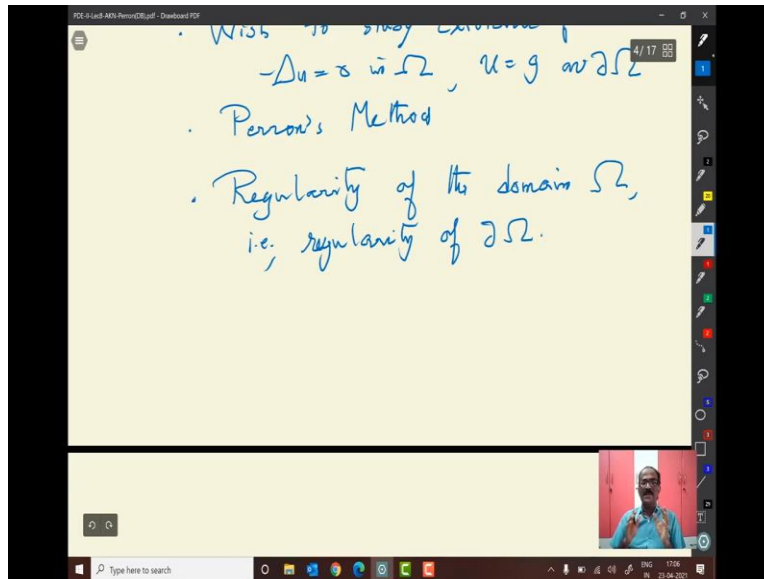 PDE-II-Lec8-AKN-Perron(DB).pdf - Drawboard PDF
4 / 17
. Wish to study existence of
-Δu = 0 in Ω, u = g on ∂Ω
. Perron's Method
. Regularity of the domain Ω,
i.e., regularity of ∂Ω.
Type here to search
ENG
IN
17:06
23-04-2021